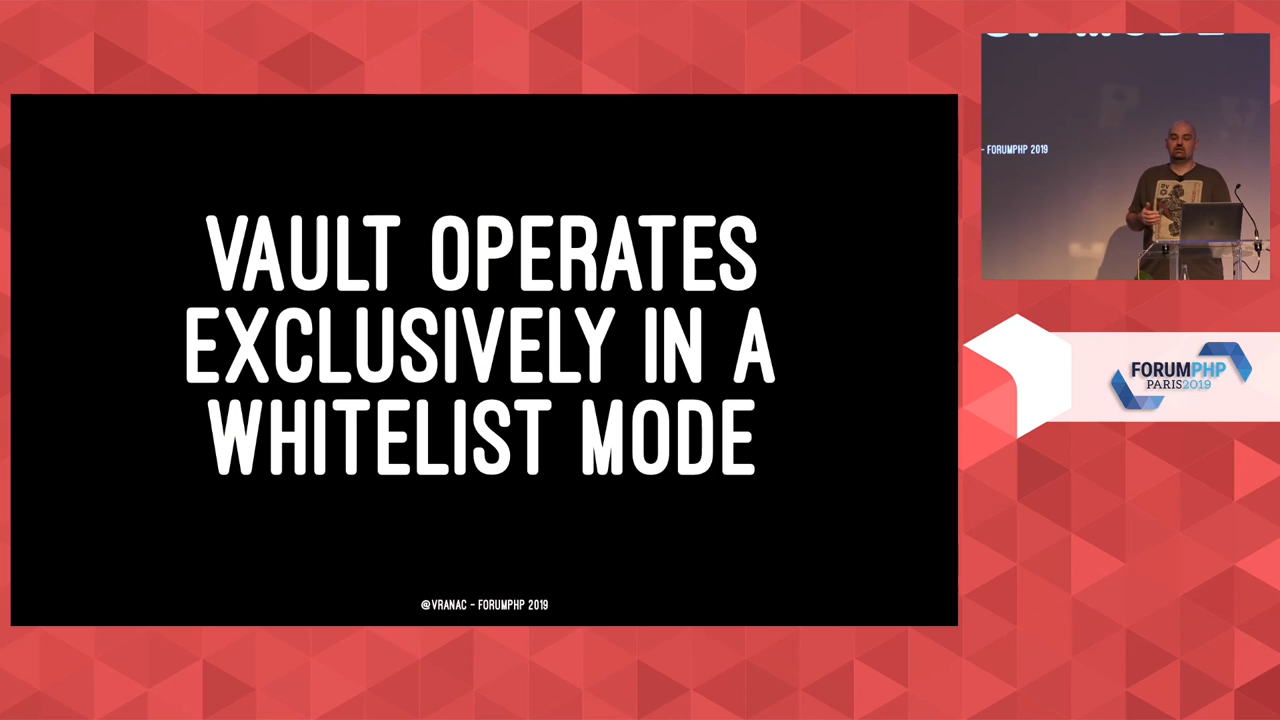 VAULT OPERATES
EXCLUSIVELY IN A
WHITELIST MODE
@VRANAC - FORUMPHP 2019
- FORUMPHP 2019
FORUMPHP
PARIS2019